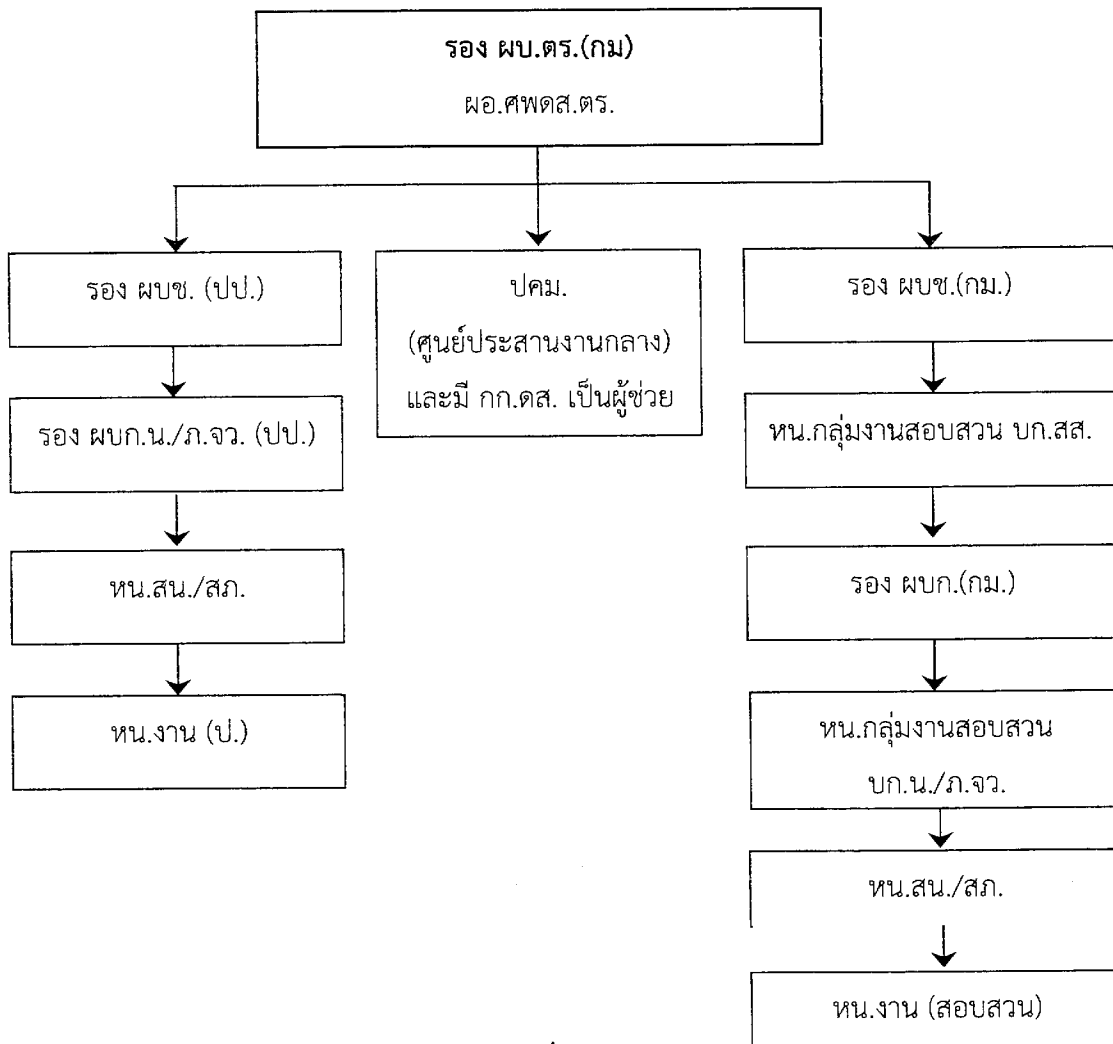 รอง ผบ.ตร.(กม)
ผอ.ศพดส.ตร.
รอง ผบช. (ปป.)
รอง ผบก.น./ภ.จว. (ปป.)
หน.สน./สภ.
หน.งาน (ป.)
ปคม.
(ศูนย์ประสานงานกลาง)
และมี กก.ดส. เป็นผู้ช่วย
รอง ผบช.(กม.)
หน.กลุ่มงานสอบสวน บก.สส.
รอง ผบก.(กม.)
หน.กลุ่มงานสอบสวน
บก.น./ภ.จว.
หน.สน./สภ.
หน.งาน (สอบสวน)